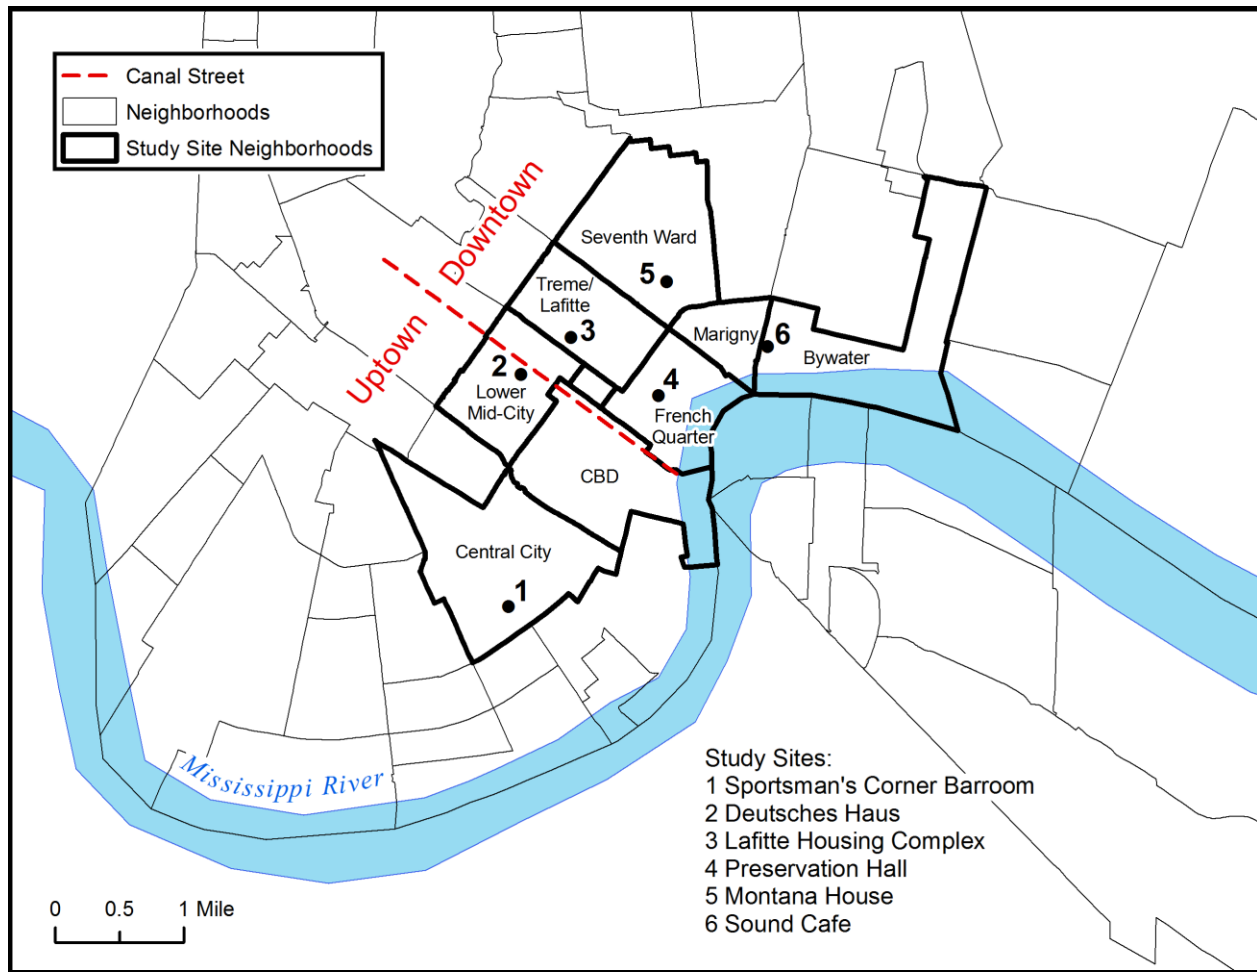 Canal Street
Neighborhoods
Study Site Neighborhoods
Downtown
Uptown
Seventh Ward
5
Treme/
Lafitte
3
Marigny
6
Bywater
2
Lower
Mid-City
4
French
Quarter
CBD
Central City
1
Mississippi River
Study Sites:
1 Sportsman's Corner Barroom
2 Deutsches Haus
3 Lafitte Housing Complex
4 Preservation Hall
5 Montana House
6 Sound Cafe
0 0.5 1 Mile